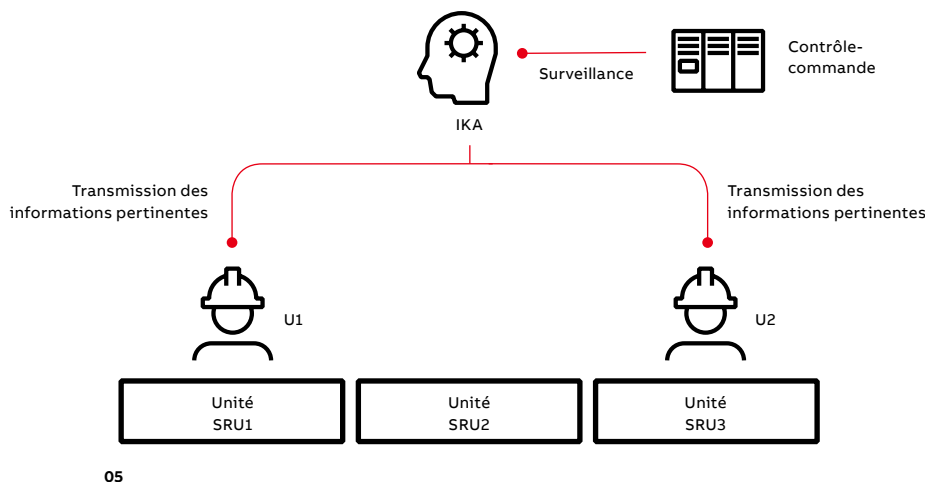 Contrôle-
commande
Surveillance
IKA
Transmission des
informations pertinentes
Transmission des
informations pertinentes
U1
U2
Unité
SRU1
Unité
SRU2
Unité
SRU3
05